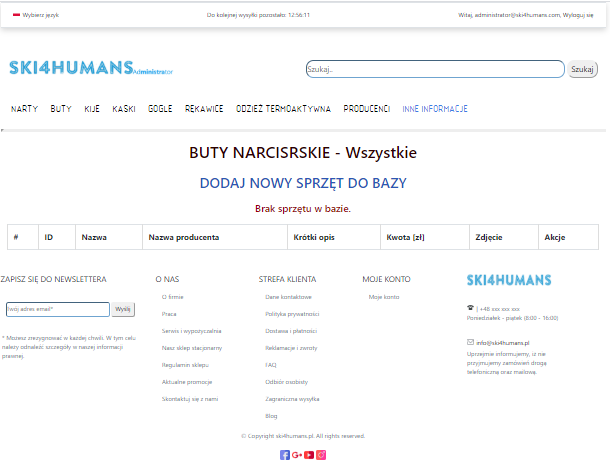 Wybierz język
Do kolejnej wysyłki pozostało: 12:56:11
Witaj, administrator@ski4humans.com, Wyloguj się
SKI4HUMANS Administrator
Szukaj..
Szukaj
NARTY BUTY KIJE KASKI GOGLE RĘKAWICE ODZIEŻ TERMOAKTYWNA PRODUCENCI INNE INFORMACJE
BUTY NARCISRSKIE - Wszystkie
DODAJ NOWY SPRZĘT DO BAZY
Brak sprzętu w bazie.
# ID Nazwa Nazwa producenta Krótki opis Kwota [zł] Zdjęcie Akcje
ZAPISZ SIĘ DO NEWSLETTERA
Twój adres email*
Wyślij
* Możesz zrezygnować w każdej chwili. W tym celu
należy odnaleźć szczegóły w naszej informacji
prawnej.
O NAS
O firmie
Praca
Serwis i wypożyczalnia
Nasz sklep stacjonarny
Regulamin sklepu
Aktualne promocje
Skontaktuj się z nami
STREFA KLIENTA
Dane kontaktowe
Polityka prywatności
Dostawa i płatności
Reklamacje i zwroty
FAQ
Odbiór osobisty
Zagraniczna wysyłka
Blog
MOJE KONTO
Moje konto
SKI4HUMANS
| +48 xxx xxx xxx
Poniedziałek - piątek (8:00 - 16:00)
info@ski4humans.pl
Uprzejmie informujemy, iż nie
przyjmujemy zamówień drogą
telefoniczną oraz mailową.
© Copyright ski4humans.pl. All rights reserved.